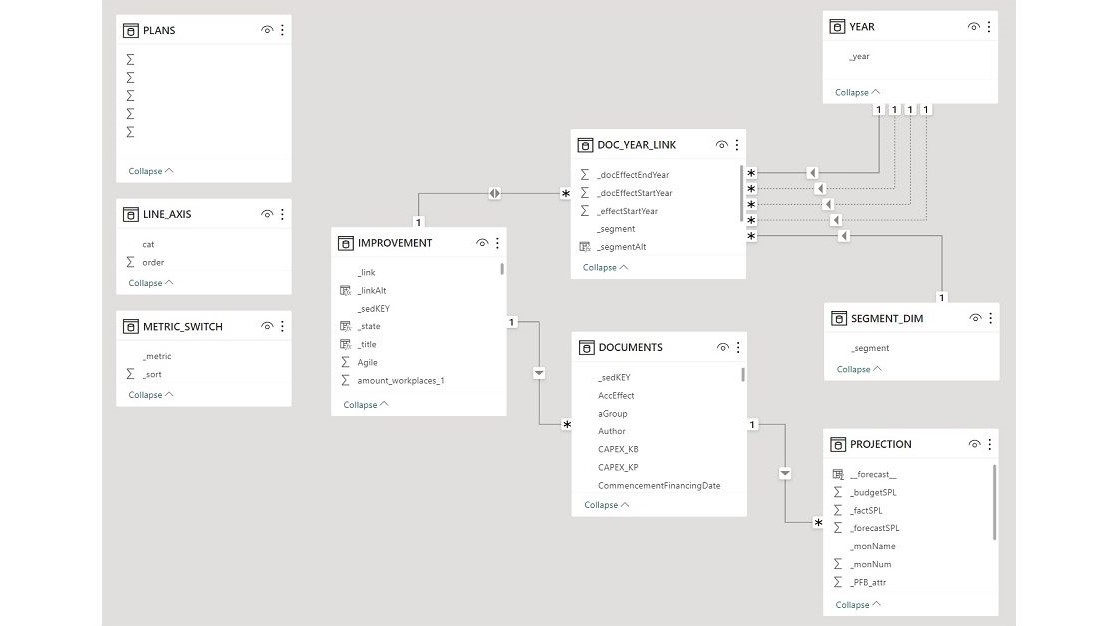 PLANS
Collapse
LINE_AXIS
cat
order
Collapse
METRIC_SWITCH
_metric
_sort
Collapse
IMPROVEMENT
_link
_linkAlt
_sedKEY
_state
_title
Agile
amount_workplaces_1
Collapse
DOC_YEAR_LINK
_docEffectEndYear
_docEffectStartYear
_effectStartYear
_segment
_segmentAlt
Collapse
DOCUMENTS
_sedKEY
AccEffect
aGroup
Author
CAPEX_KB
CAPEX_KP
CommencementFinancingDate
Collapse
YEAR
_year
Collapse
SEGMENT_DIM
_segment
Collapse
PROJECTION
__forecast__
_budgetSPL
_factSPL
_forecastSPL
_monName
_monNum
_PFB_attr
Collapse
1 1 1 1
*
*
*
*
*
1
1
*
1
*
1
*